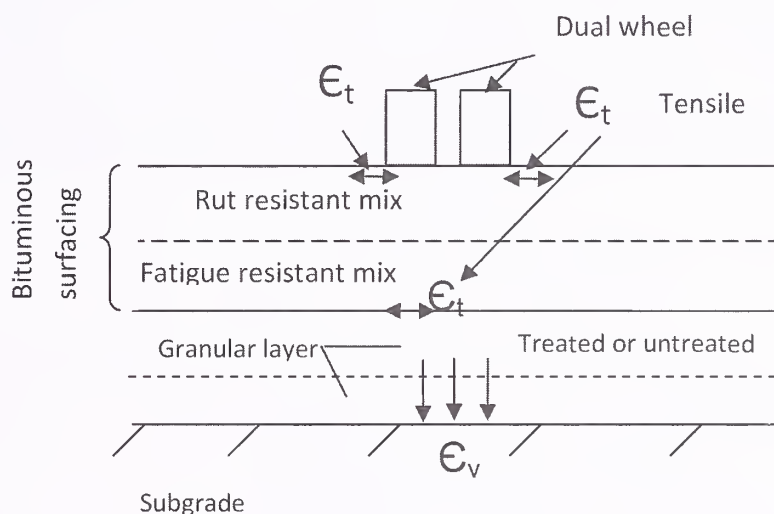 Dual wheel
Єt
Єt
Tensile
Bituminous
surfacing
Rut resistant mix
Fatigue resistant mix
Єt
Granular layer
Treated or untreated
Єv
Subgrade